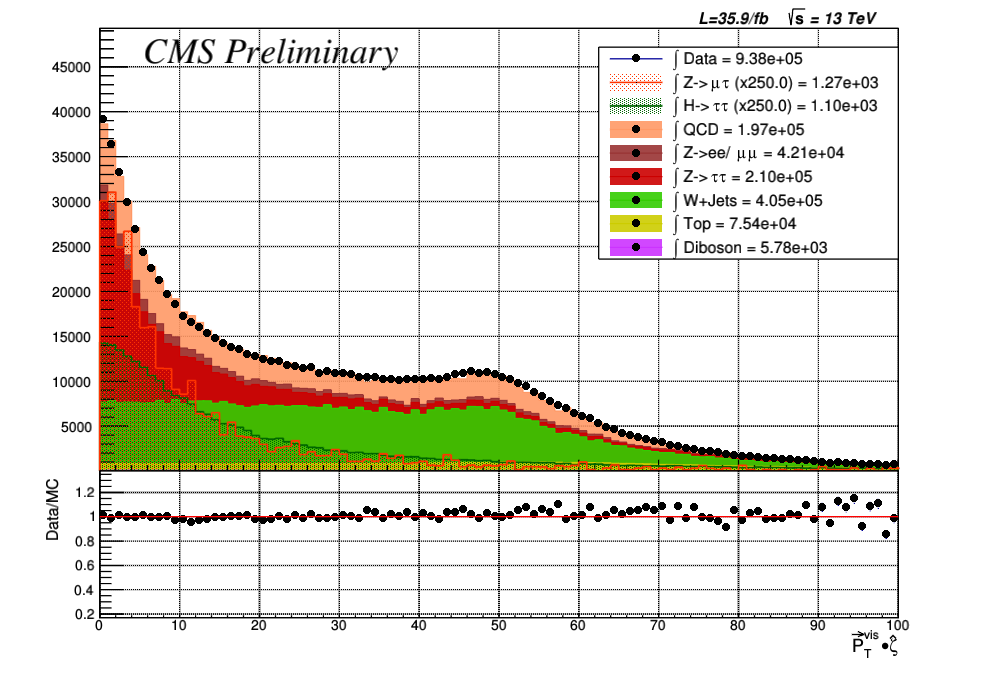 L=35.9/fb √s = 13 TeV
CMS Preliminary
∫ Data = 9.38e+05
∫ Z->μτ (x250.0) = 1.27e+03
∫ H->ττ (x250.0) = 1.10e+03
∫ QCD = 1.97e+05
∫ Z->ee/ μμ = 4.21e+04
∫ Z->ττ = 2.10e+05
∫ W+Jets = 4.05e+05
∫ Top = 7.54e+04
∫ Diboson = 5.78e+03
45000
40000
35000
30000
25000
20000
15000
10000
5000
Data/MC
1.2
1
0.8
0.6
0.4
0.2
0 10 20 30 40 50 60 70 80 90 100
P⃗_T^vis •ζ̂